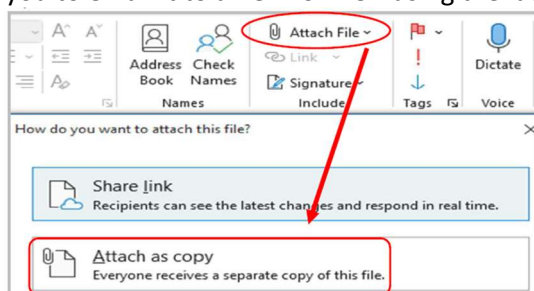 Attach File
Address Book
Check Names
Link
Signature
Dictate
Names
Include
Tags
Voice
How do you want to attach this file?
Share link
Recipients can see the latest changes and respond in real time.
Attach as copy
Everyone receives a separate copy of this file.